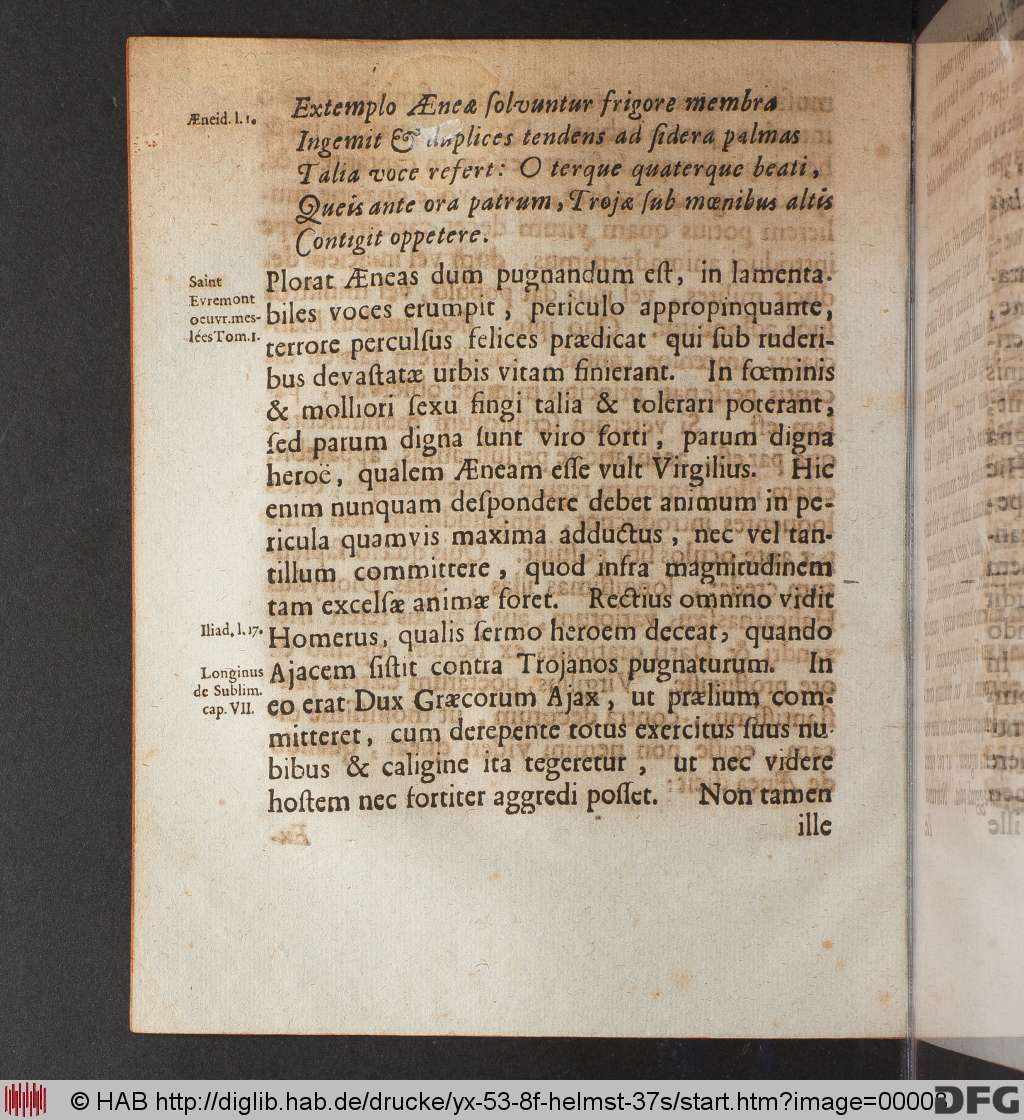 Æneid. l. 1.
Extemplo Æneæ ſolvuntur frigore membra
Ingemit & duplices tendens ad ſidera palmas
Talia voce refert: O terque quaterque beati,
Queis ante ora patrum, Trojæ ſub mœnibus altis
Contigit oppetere.
Saint
Evremont
oeuvr. mes-
lées Tom. 1.
Plorat Æneas dum pugnandum eſt, in lamenta-
biles voces erumpit, periculo appropinquante,
terrore perculſus felices prædicat qui ſub ruderi-
bus devaſtatæ urbis vitam finierant. In fœminis
& molliori ſexu fingi talia & tolerari poterant,
ſed parum digna ſunt viro forti, parum digna
heroë, qualem Æneam eſſe vult Virgilius. Hic
enim nunquam deſpondere debet animum in pe-
ricula quamvis maxima adductus, nec vel tan-
tillum committere, quod infra magnitudinem
tam excelſæ animæ foret. Rectius omnino vidit
Iliad. l. 17.
Homerus, qualis ſermo heroem deceat, quando
Longinus
de Sublim.
cap. VII.
Ajacem ſiſtit contra Trojanos pugnaturum. In
eo erat Dux Græcorum Ajax, ut prælium com-
mitteret, cum derepente totus exercitus ſuus nu-
bibus & caligine ita tegeretur, ut nec videre
hoſtem nec fortiter aggredi poſſet. Non tamen
ille
© HAB http://diglib.hab.de/drucke/yx-53-8f-helmst-37s/start.htm?image=00008
DFG